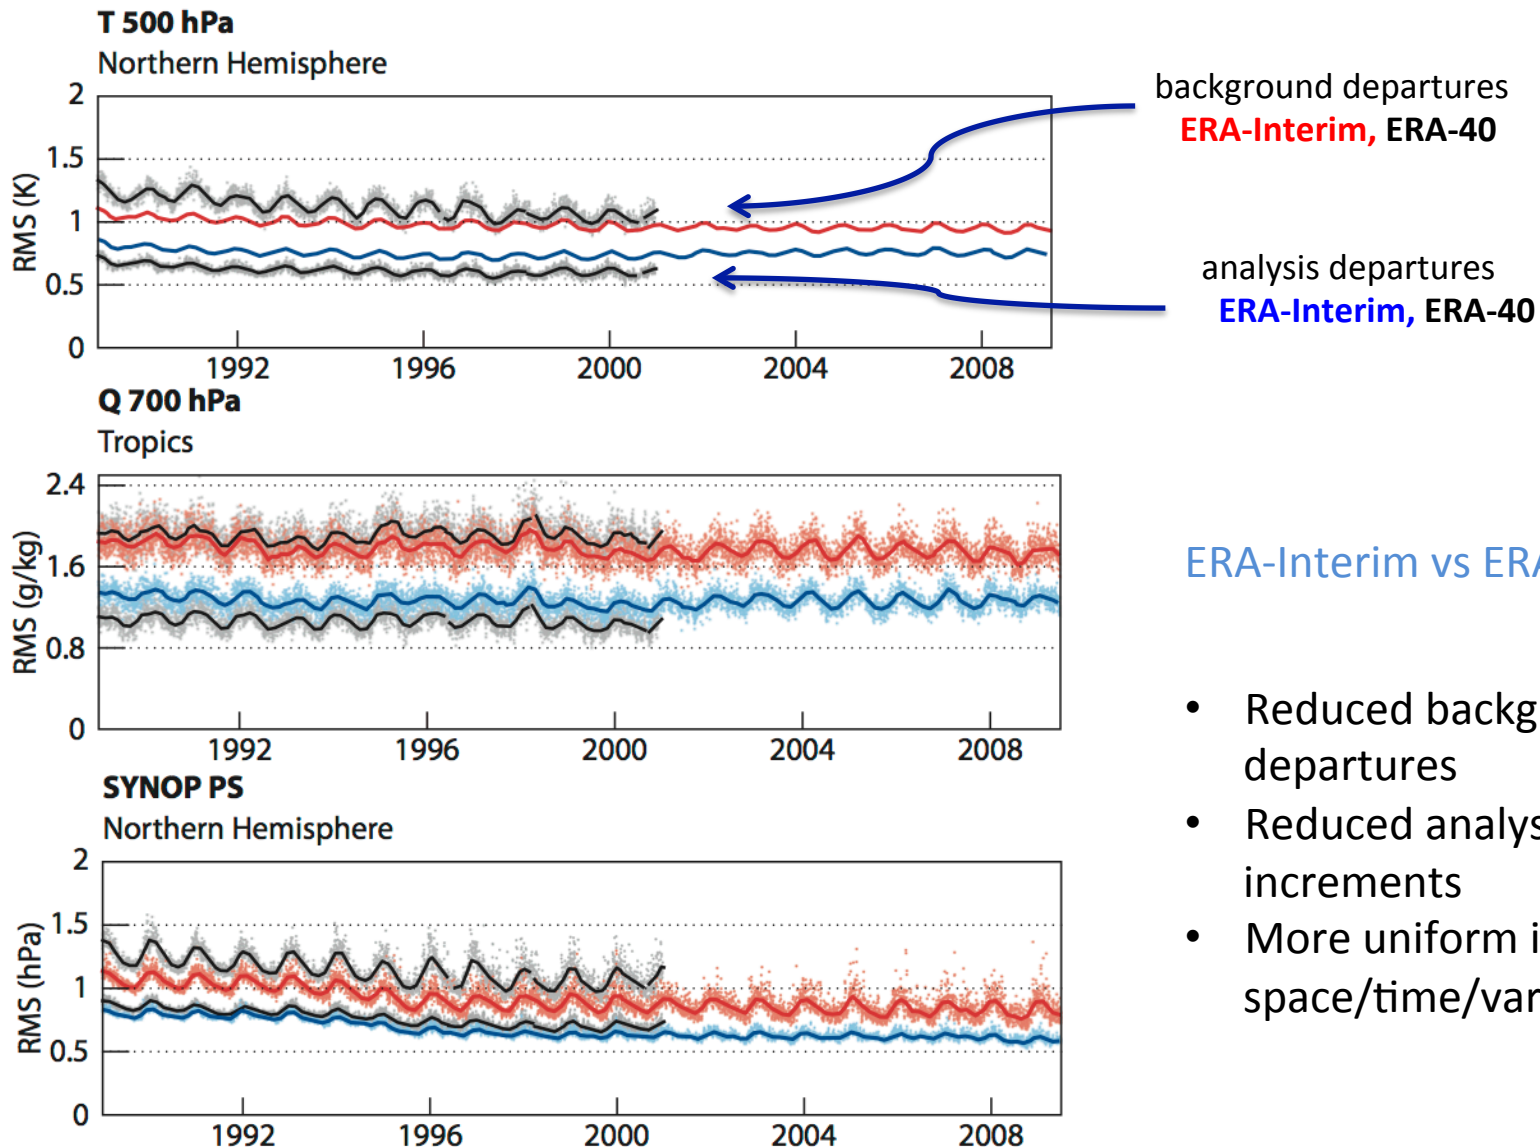 T 500 hPa
Northern Hemisphere
2
1.5
1
0.5
0
RMS (K)
1992 1996 2000 2004 2008
background departures
ERA-Interim, ERA-40
analysis departures
ERA-Interim, ERA-40
Q 700 hPa
Tropics
2.4
1.6
0.8
0
RMS (g/kg)
1992 1996 2000 2004 2008
SYNOP PS
Northern Hemisphere
2
1.5
1
0.5
0
RMS (hPa)
1992 1996 2000 2004 2008
ERA-Interim vs ERA
• Reduced backg
departures
• Reduced analys
increments
• More uniform i
space/time/var